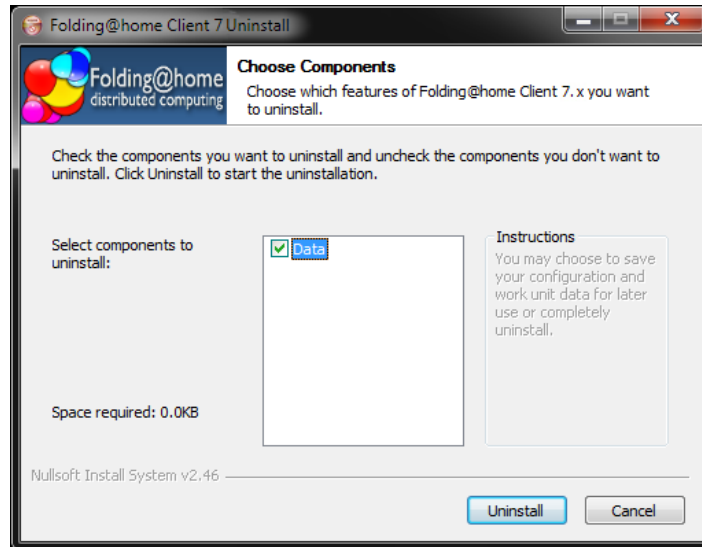 Folding@home Client 7 Uninstall
Folding@home
distributed computing
Choose Components
Choose which features of Folding@home Client 7.x you want
to uninstall.
Check the components you want to uninstall and uncheck the components you don't want to
uninstall. Click Uninstall to start the uninstallation.
Select components to
uninstall:
Data
Instructions
You may choose to save
your configuration and
work unit data for later
use or completely
uninstall.
Space required: 0.0KB
Nullsoft Install System v2.46
Uninstall
Cancel